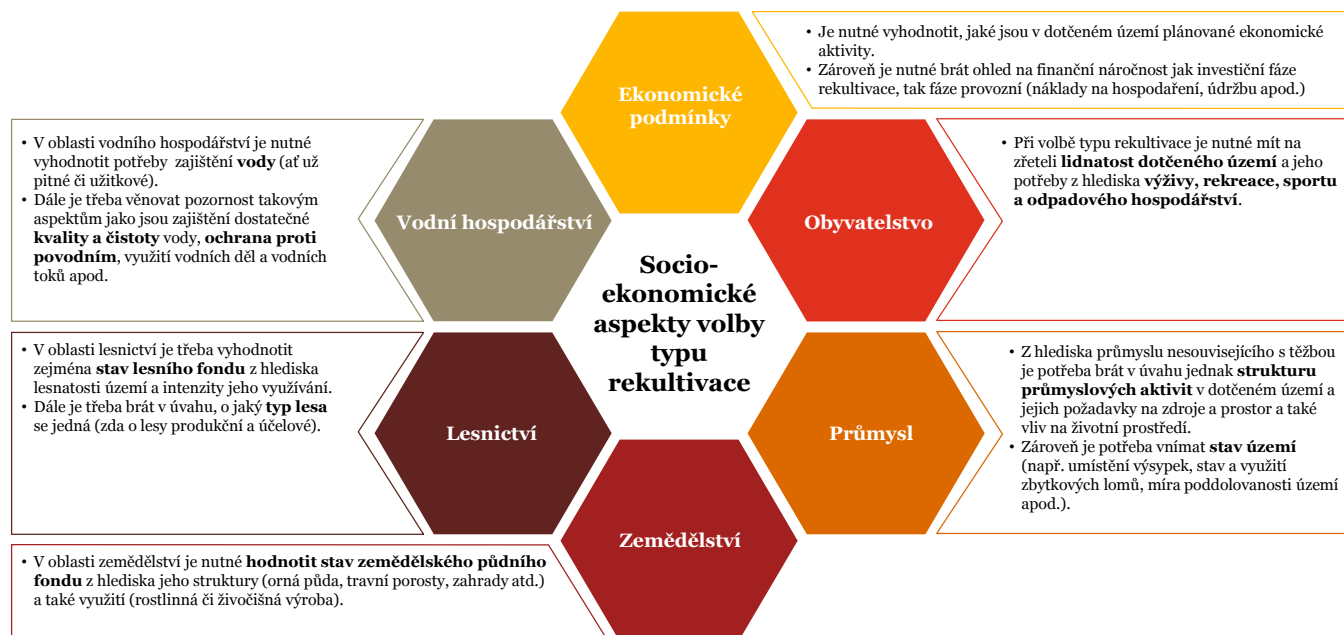 • Je nutné vyhodnotit, jaké jsou v dotčeném území plánované ekonomické
aktivity.
• Zároveň je nutné brát ohled na finanční náročnost jak investiční fáze
rekultivace, tak fáze provozní (náklady na hospodaření, údržbu apod.)
Ekonomické
podmínky
• V oblasti vodního hospodářství je nutné
vyhodnotit potřeby zajištění vody (ať už
pitné či užitkové).
• Dále je třeba věnovat pozornost takovým
aspektům jako jsou zajištění dostatečné
kvality a čistoty vody, ochrana proti
povodním, využití vodních děl a vodních
toků apod.
Vodní hospodářství
Obyvatelstvo
• Při volbě typu rekultivace je nutné mít na
zřeteli lidnatost dotčeného území a jeho
potřeby z hlediska výživy, rekreace, sportu
a odpadového hospodářství.
Socio-
ekonomické
aspekty volby
typu
rekultivace
• V oblasti lesnictví je třeba vyhodnotit
zejména stav lesního fondu z hlediska
lesnatosti území a intenzity jeho využívání.
• Dále je třeba brát v úvahu, o jaký typ lesa
se jedná (zda o lesy produkční a účelové).
Lesnictví
Průmysl
• Z hlediska průmyslu nesouvisejícího s těžbou
je potřeba brát v úvahu jednak strukturu
průmyslových aktivit v dotčeném území a
jejich požadavky na zdroje a prostor a také
vliv na životní prostředí.
• Zároveň je potřeba vnímat stav území
(např. umístění výsypek, stav a využití
zbytkových lomů, míra poddolovanosti území
apod.).
Zemědělství
• V oblasti zemědělství je nutné hodnotit stav zemědělského půdního
fondu z hlediska jeho struktury (orná půda, travní porosty, zahrady atd.)
a také využití (rostlinná či živočišná výroba).